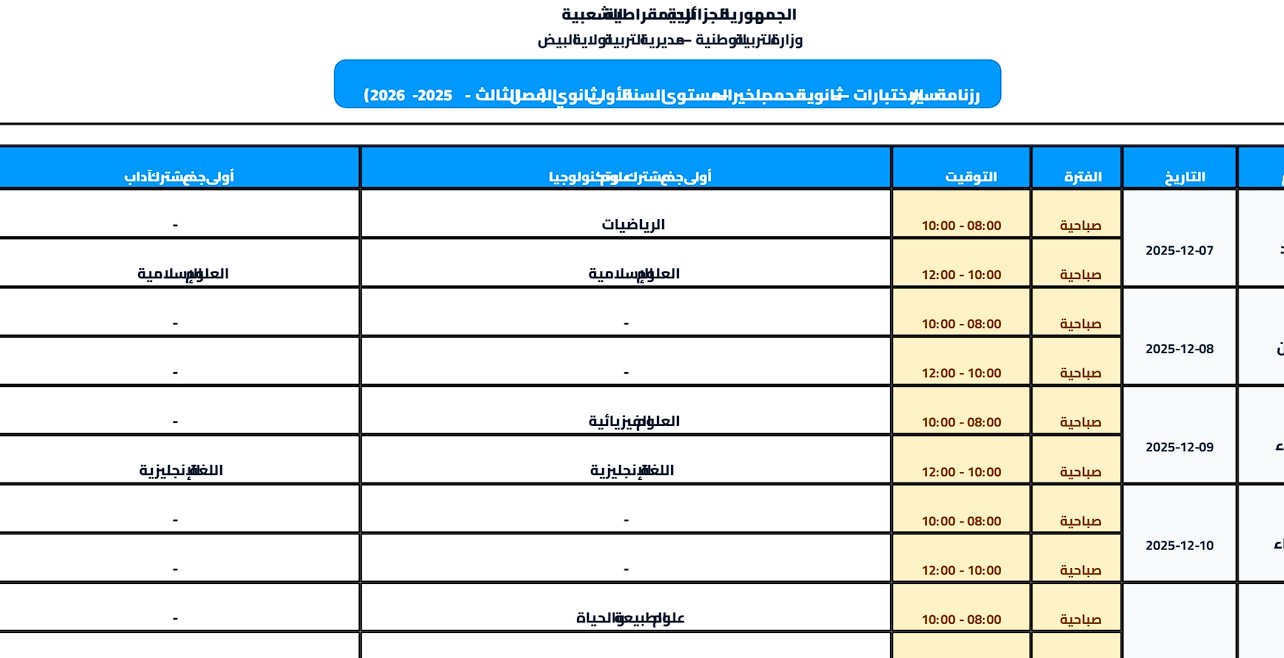 الجمهورية الجزائرية الديمقراطية الشعبية
وزارة التربية الوطنية – مديرية التربية لولاية البيض
رزنامة سير الاختبارات – ثانوية محمد بلخير – المستوى: السنة الأولى ثانوي (الفصل الثالث - 2025- 2026)
التاريخ الفترة التوقيت أولى جذع مشترك علوم وتكنولوجيا أولى جذع مشترك آداب
2025-12-07 صباحية 08:00 - 10:00 الرياضيات -
صباحية 10:00 - 12:00 العلوم الإسلامية العلوم الإسلامية
2025-12-08 صباحية 08:00 - 10:00 - -
صباحية 10:00 - 12:00 - -
2025-12-09 صباحية 08:00 - 10:00 العلوم الفيزيائية -
صباحية 10:00 - 12:00 اللغة الإنجليزية اللغة الإنجليزية
2025-12-10 صباحية 08:00 - 10:00 - -
صباحية 10:00 - 12:00 - -
صباحية 08:00 - 10:00 علوم الطبيعة والحياة -